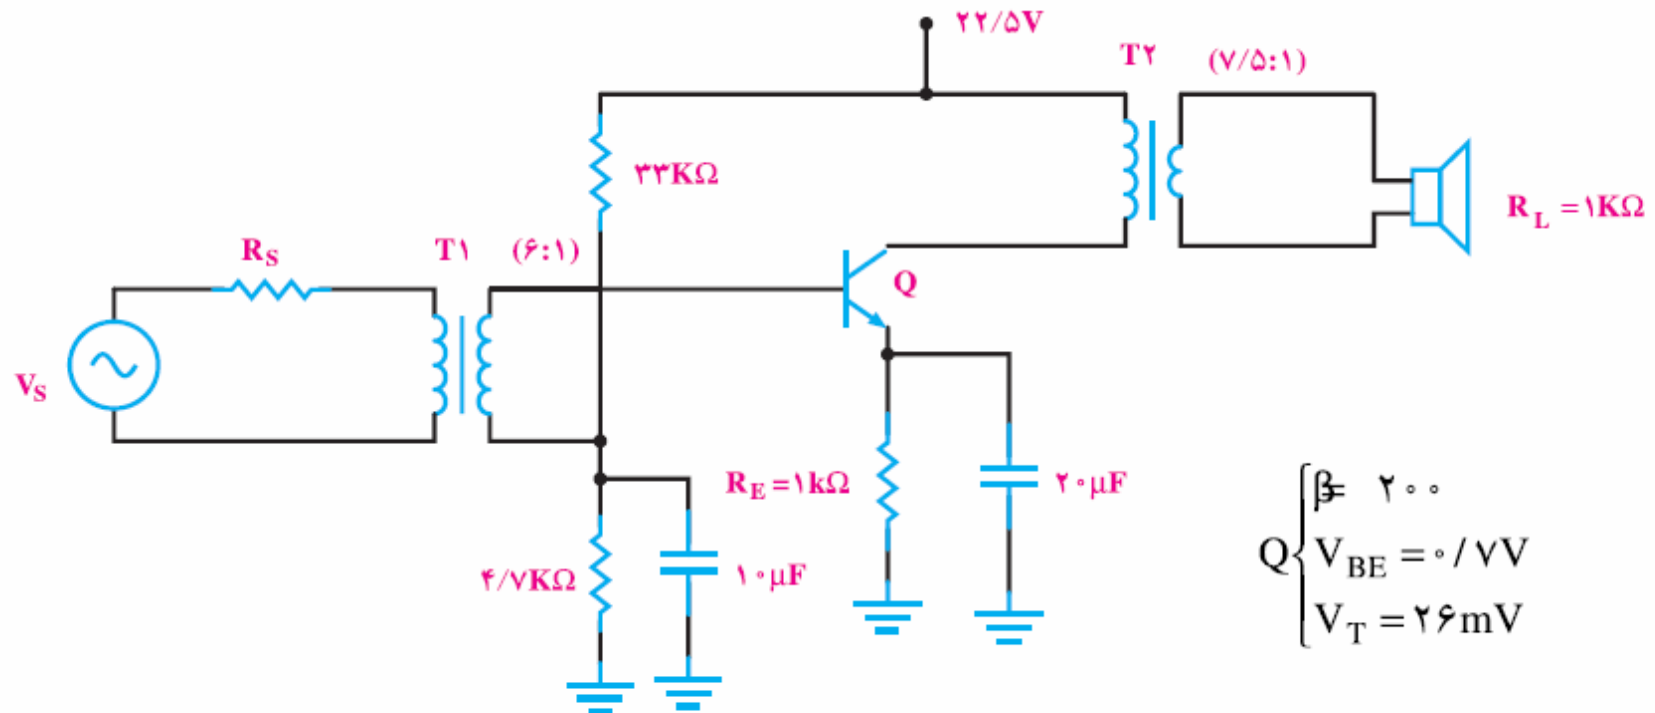 ۲۲/۵V
T۲ (۷/۵:۱)
۳۳KΩ
R_L = ۱KΩ
R_S T۱ (۶:۱)
Q
V_S
R_E = ۱kΩ ۲۰μF
۴/۷KΩ ۱۰μF
Q { β = ۲۰۰
V_BE = ۰/۷V
V_T = ۲۶mV